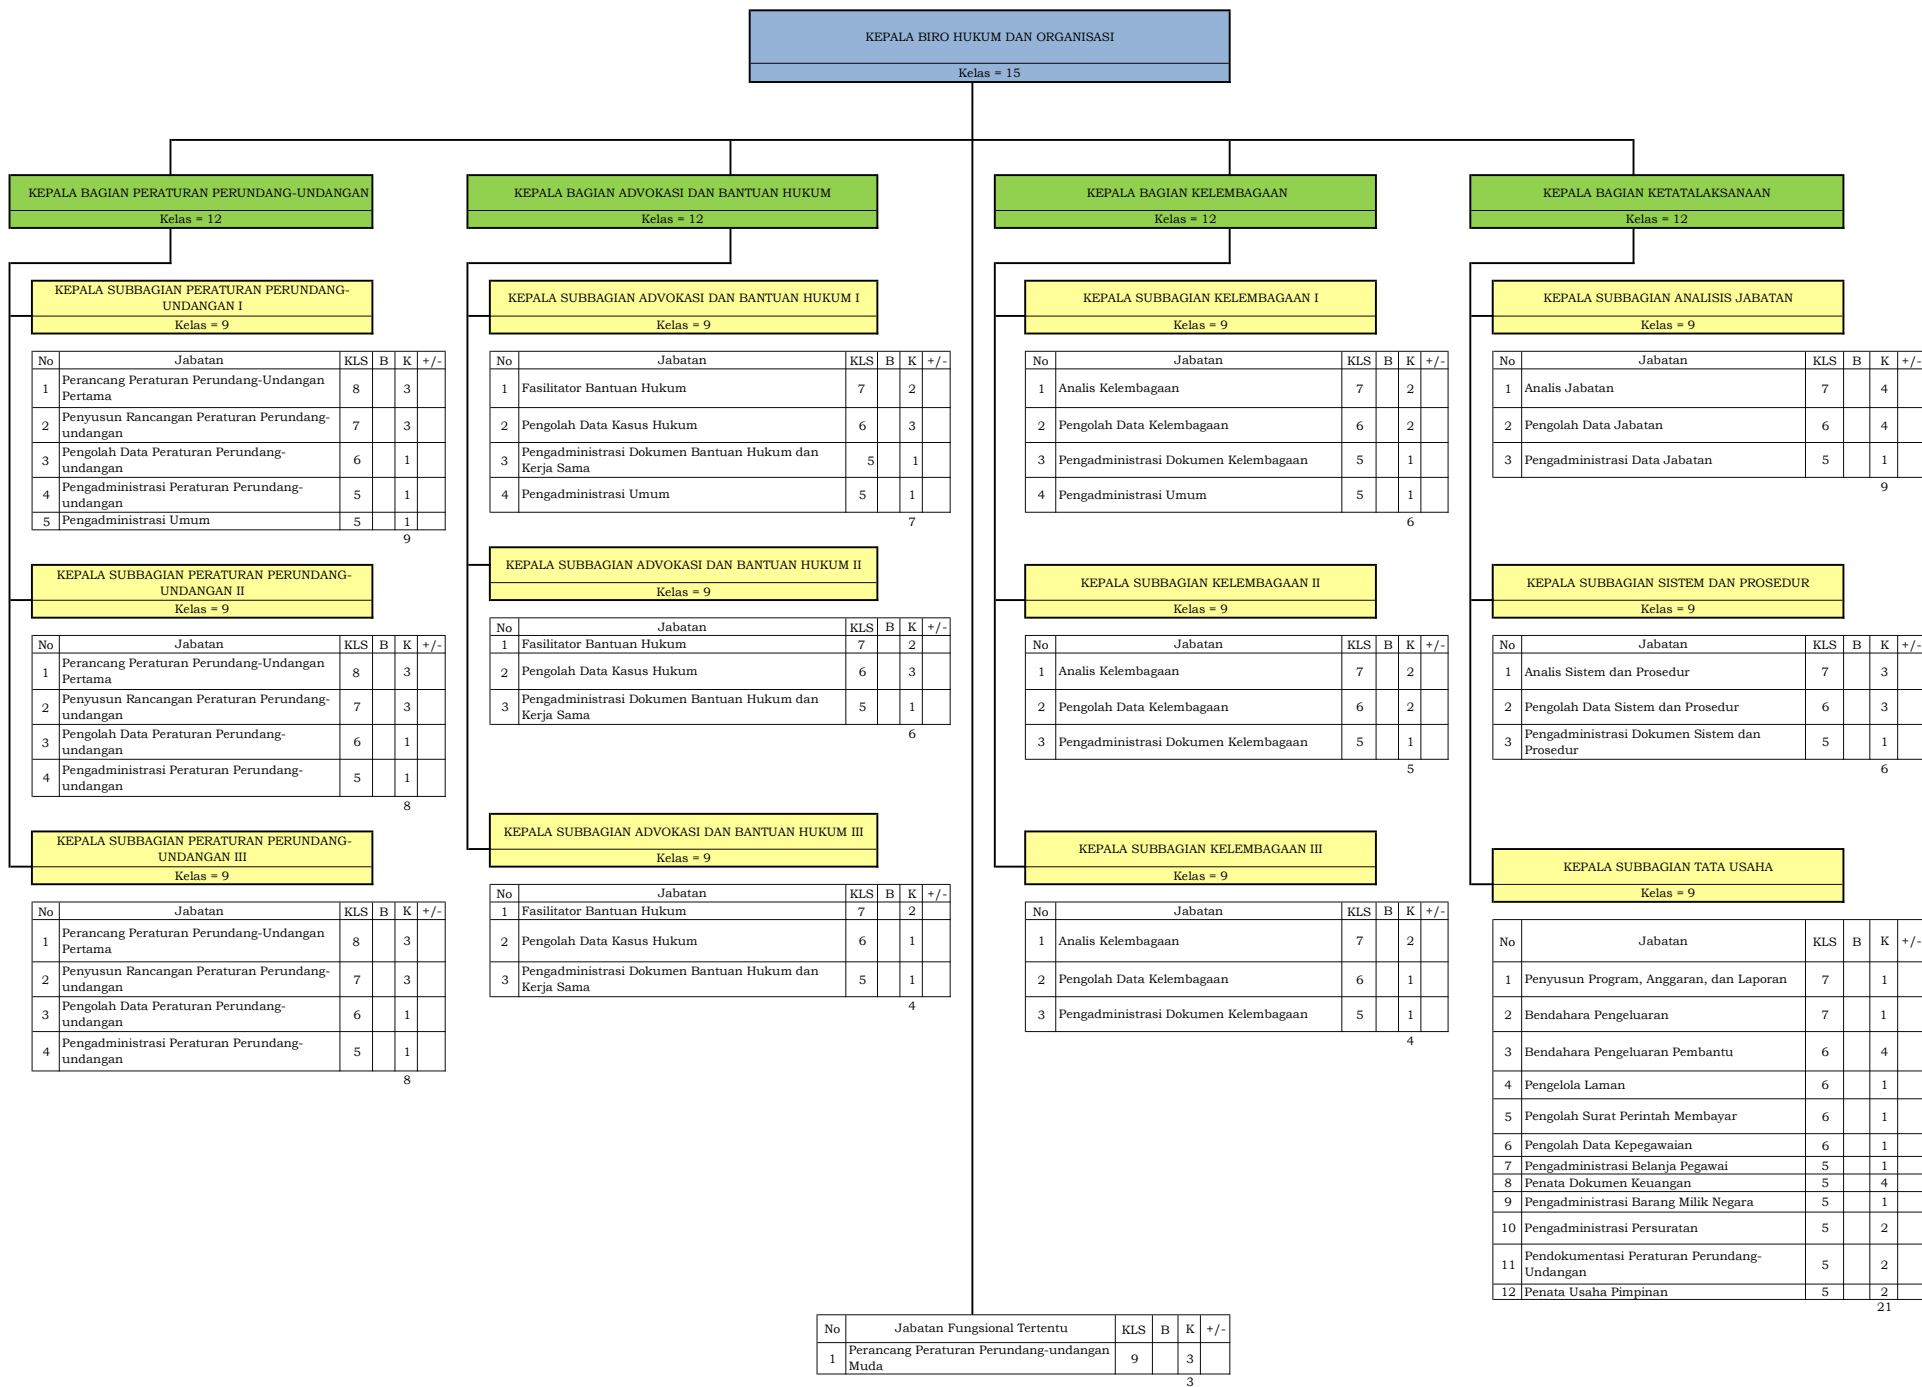 KEPALA BIRO HUKUM DAN ORGANISASI
Kelas = 15
KEPALA BAGIAN PERATURAN PERUNDANG-UNDANGAN
Kelas = 12
KEPALA SUBBAGIAN PERATURAN PERUNDANG-
UNDANGAN I
Kelas = 9
No Jabatan KLS B K +/-
1 Perancang Peraturan Perundang-Undangan
Pertama 8 3
2 Penyusun Rancangan Peraturan Perundang-
undangan 7 3
3 Pengolah Data Peraturan Perundang-
undangan 6 1
4 Pengadministrasi Peraturan Perundang-
undangan 5 1
5 Pengadministrasi Umum 5 1
9
KEPALA SUBBAGIAN PERATURAN PERUNDANG-
UNDANGAN II
Kelas = 9
No Jabatan KLS B K +/-
1 Perancang Peraturan Perundang-Undangan
Pertama 8 3
2 Penyusun Rancangan Peraturan Perundang-
undangan 7 3
3 Pengolah Data Peraturan Perundang-
undangan 6 1
4 Pengadministrasi Peraturan Perundang-
undangan 5 1
8
KEPALA SUBBAGIAN PERATURAN PERUNDANG-
UNDANGAN III
Kelas = 9
No Jabatan KLS B K +/-
1 Perancang Peraturan Perundang-Undangan
Pertama 8 3
2 Penyusun Rancangan Peraturan Perundang-
undangan 7 3
3 Pengolah Data Peraturan Perundang-
undangan 6 1
4 Pengadministrasi Peraturan Perundang-
undangan 5 1
8
KEPALA BAGIAN ADVOKASI DAN BANTUAN HUKUM
Kelas = 12
KEPALA SUBBAGIAN ADVOKASI DAN BANTUAN HUKUM I
Kelas = 9
No Jabatan KLS B K +/-
1 Fasilitator Bantuan Hukum 7 2
2 Pengolah Data Kasus Hukum 6 3
3 Pengadministrasi Dokumen Bantuan Hukum dan
Kerja Sama 5 1
4 Pengadministrasi Umum 5 1
7
KEPALA SUBBAGIAN ADVOKASI DAN BANTUAN HUKUM II
Kelas = 9
No Jabatan KLS B K +/-
1 Fasilitator Bantuan Hukum 7 2
2 Pengolah Data Kasus Hukum 6 3
3 Pengadministrasi Dokumen Bantuan Hukum dan
Kerja Sama 5 1
6
KEPALA SUBBAGIAN ADVOKASI DAN BANTUAN HUKUM III
Kelas = 9
No Jabatan KLS B K +/-
1 Fasilitator Bantuan Hukum 7 2
2 Pengolah Data Kasus Hukum 6 1
3 Pengadministrasi Dokumen Bantuan Hukum dan
Kerja Sama 5 1
4
KEPALA BAGIAN KELEMBAGAAN
Kelas = 12
KEPALA SUBBAGIAN KELEMBAGAAN I
Kelas = 9
No Jabatan KLS B K +/-
1 Analis Kelembagaan 7 2
2 Pengolah Data Kelembagaan 6 2
3 Pengadministrasi Dokumen Kelembagaan 5 1
4 Pengadministrasi Umum 5 1
6
KEPALA SUBBAGIAN KELEMBAGAAN II
Kelas = 9
No Jabatan KLS B K +/-
1 Analis Kelembagaan 7 2
2 Pengolah Data Kelembagaan 6 2
3 Pengadministrasi Dokumen Kelembagaan 5 1
5
KEPALA SUBBAGIAN KELEMBAGAAN III
Kelas = 9
No Jabatan KLS B K +/-
1 Analis Kelembagaan 7 2
2 Pengolah Data Kelembagaan 6 1
3 Pengadministrasi Dokumen Kelembagaan 5 1
4
KEPALA BAGIAN KETATALAKSANAAN
Kelas = 12
KEPALA SUBBAGIAN ANALISIS JABATAN
Kelas = 9
No Jabatan KLS B K +/-
1 Analis Jabatan 7 4
2 Pengolah Data Jabatan 6 4
3 Pengadministrasi Data Jabatan 5 1
9
KEPALA SUBBAGIAN SISTEM DAN PROSEDUR
Kelas = 9
No Jabatan KLS B K +/-
1 Analis Sistem dan Prosedur 7 3
2 Pengolah Data Sistem dan Prosedur 6 3
3 Pengadministrasi Dokumen Sistem dan
Prosedur 5 1
6
KEPALA SUBBAGIAN TATA USAHA
Kelas = 9
No Jabatan KLS B K +/-
1 Penyusun Program, Anggaran, dan Laporan 7 1
2 Bendahara Pengeluaran 7 1
3 Bendahara Pengeluaran Pembantu 6 4
4 Pengelola Laman 6 1
5 Pengolah Surat Perintah Membayar 6 1
6 Pengolah Data Kepegawaian 6 1
7 Pengadministrasi Belanja Pegawai 5 1
8 Penata Dokumen Keuangan 5 4
9 Pengadministrasi Barang Milik Negara 5 1
10 Pengadministrasi Persuratan 5 2
11 Pendokumentasi Peraturan Perundang-
Undangan 5 2
12 Penata Usaha Pimpinan 5 2
21
No Jabatan Fungsional Tertentu KLS B K +/-
1 Perancang Peraturan Perundang-undangan
Muda 9 3
3